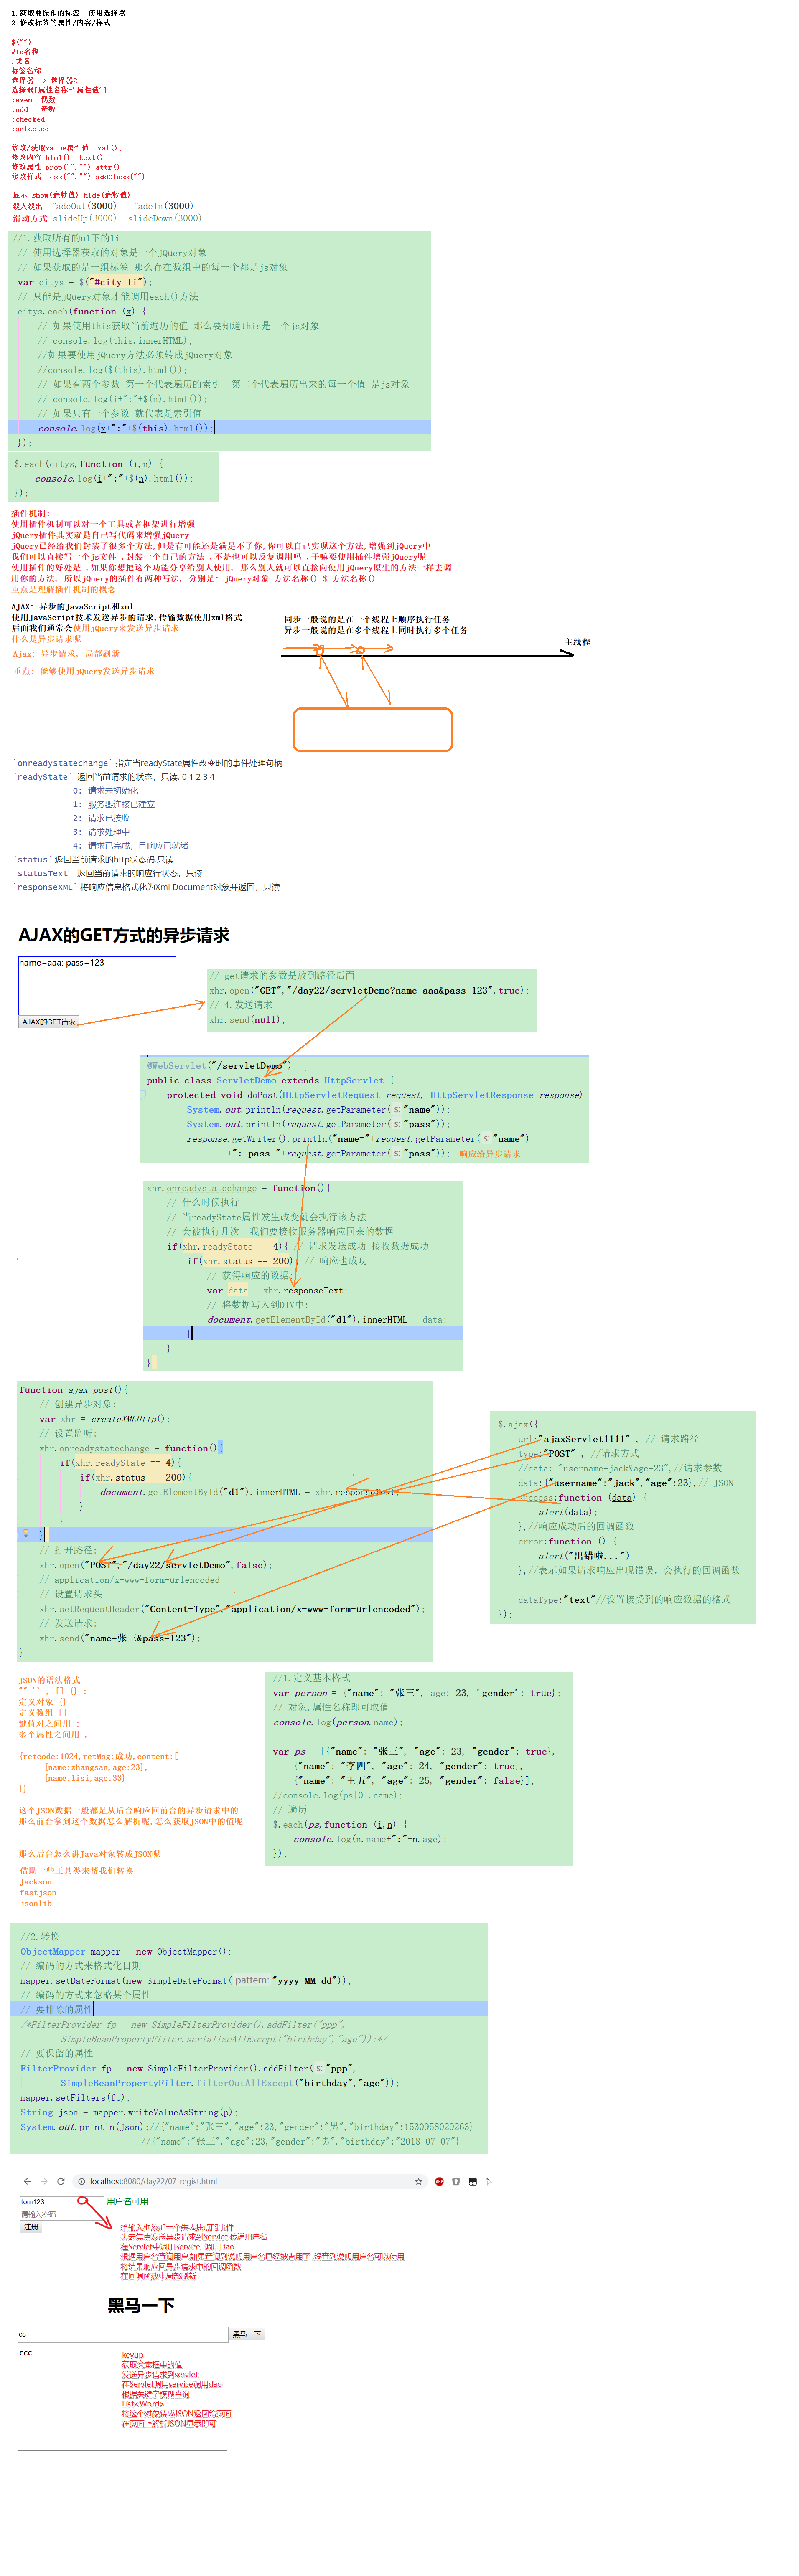 1.获取要操作的标签  使用选择器
2.修改标签的属性/内容/样式
$("")
#id名称
.类名
标签名称
选择器1 > 选择器2
选择器[属性名称='属性值']
:even  偶数
:odd   奇数
:checked
:selected
修改/获取value属性值  val();
修改内容 html()  text()
修改属性 prop("","") attr()
修改样式  css("","") addClass("")
显示 show(毫秒值) hide(毫秒值)
淡入淡出  fadeOut(3000)   fadeIn(3000)
滑动方式 slideUp(3000)  slideDown(3000)
//1.获取所有的ul下的li
// 使用选择器获取的对象是一个jQuery对象
// 如果获取的是一组标签 那么存在数组中的每一个都是js对象
var citys = $("#city li");
// 只能是jQuery对象才能调用each()方法
citys.each(function (x) {
// 如果使用this获取当前遍历的值 那么要知道this是一个js对象
// console.log(this.innerHTML);
//如果要使用jQuery方法必须转成jQuery对象
//console.log($(this).html());
// 如果有两个参数 第一个代表遍历的索引  第二个代表遍历出来的每一个值 是js对象
// console.log(i+":"+$(n).html());
// 如果只有一个参数 就代表是索引值
console.log(x+":"+$(this).html());
});
$.each(citys,function (i,n) {
console.log(i+":"+$(n).html());
});
插件机制:
使用插件机制可以对一个工具或者框架进行增强
jQuery插件其实就是自己写代码来增强jQuery
jQuery已经给我们封装了很多个方法,但是有可能还是满足不了你,你可以自己实现这个方法,增强到jQuery中
我们可以直接写一个js文件 ,封装一个自己的方法 ,不是也可以反复调用吗 ,干嘛要使用插件增强jQuery呢
使用插件的好处是 ,如果你想把这个功能分享给别人使用, 那么别人就可以直接向使用jQuery原生的方法一样去调
用你的方法, 所以jQuery的插件有两种写法, 分别是: jQuery对象.方法名称() $.方法名称()
重点是理解插件机制的概念
AJAX: 异步的JavaScript和xml
使用JavaScript技术发送异步的请求,传输数据使用xml格式
后面我们通常会使用jQuery来发送异步请求
什么是异步请求呢
Ajax: 异步请求, 局部刷新
重点: 能够使用jQuery发送异步请求
同步一般说的是在一个线程上顺序执行任务
异步一般说的是在多个线程上同时执行多个任务
主线程
`onreadystatechange` 指定当readyState属性改变时的事件处理句柄
`readyState` 返回当前请求的状态，只读. 0 1 2 3 4
0: 请求未初始化
1: 服务器连接已建立
2: 请求已接收
3: 请求处理中
4: 请求已完成，且响应已就绪
`status` 返回当前请求的http状态码.只读
`statusText` 返回当前请求的响应行状态，只读
`responseXML` 将响应信息格式化为Xml Document对象并返回，只读
AJAX的GET方式的异步请求
name=aaa: pass=123
AJAX的GET请求
// get请求的参数是放到路径后面
xhr.open("GET","/day22/servletDemo?name=aaa&pass=123",true);
// 4.发送请求
xhr.send(null);
@WebServlet("/servletDemo")
public class ServletDemo extends HttpServlet {
protected void doPost(HttpServletRequest request, HttpServletResponse response)
System.out.println(request.getParameter( s: "name"));
System.out.println(request.getParameter( s: "pass"));
response.getWriter().println("name="+request.getParameter( s: "name")
+": pass="+request.getParameter( s: "pass"));  响应给异步请求
xhr.onreadystatechange = function(){
// 什么时候执行
// 当readyState属性发生改变就会执行该方法
// 会被执行几次  我们要接收服务器响应回来的数据
if(xhr.readyState == 4){ // 请求发送成功 接收数据成功
if(xhr.status == 200){ // 响应也成功
// 获得响应的数据:
var data = xhr.responseText;
// 将数据写入到DIV中:
document.getElementById("d1").innerHTML = data;
}
}
}
function ajax_post(){
// 创建异步对象:
var xhr = createXMLHttp();
// 设置监听:
xhr.onreadystatechange = function(){
if(xhr.readyState == 4){
if(xhr.status == 200){
document.getElementById("d1").innerHTML = xhr.responseText;
}
}
}
// 打开路径:
xhr.open("POST","/day22/servletDemo",false);
// application/x-www-form-urlencoded
// 设置请求头
xhr.setRequestHeader("Content-Type","application/x-www-form-urlencoded");
// 发送请求:
xhr.send("name=张三&pass=123");
}
$.ajax({
url:"ajaxServlet1111" , // 请求路径
type:"POST" , //请求方式
//data: "username=jack&age=23",//请求参数
data:{"username":"jack","age":23},// JSON
success:function (data) {
alert(data);
},//响应成功后的回调函数
error:function () {
alert("出错啦...")
},//表示如果请求响应出现错误，会执行的回调函数
dataType:"text"//设置接受到的响应数据的格式
});
JSON的语法格式
"" '' , [] {} :
定义对象 {}
定义数组 []
键值对之间用 :
多个属性之间用 ,
{retcode:1024,retMsg:成功,content:[
{name:zhangsan,age:23},
{name:lisi,age:33}
]}
这个JSON数据一般都是从后台响应回前台的异步请求中的
那么前台拿到这个数据怎么解析呢,怎么获取JSON中的值呢
那么后台怎么讲Java对象转成JSON呢
借助一些工具类来帮我们转换
Jackson
fastjson
jsonlib
//1.定义基本格式
var person = {"name": "张三", age: 23, 'gender': true};
// 对象.属性名称即可取值
console.log(person.name);
var ps = [{"name": "张三", "age": 23, "gender": true},
{"name": "李四", "age": 24, "gender": true},
{"name": "王五", "age": 25, "gender": false}];
//console.log(ps[0].name);
// 遍历
$.each(ps,function (i,n) {
console.log(n.name+":"+n.age);
});
//2.转换
ObjectMapper mapper = new ObjectMapper();
// 编码的方式来格式化日期
mapper.setDateFormat(new SimpleDateFormat( pattern: "yyyy-MM-dd"));
// 编码的方式来忽略某个属性
// 要排除的属性
/*FilterProvider fp = new SimpleFilterProvider().addFilter("ppp",
SimpleBeanPropertyFilter.serializeAllExcept("birthday","age"));*/
// 要保留的属性
FilterProvider fp = new SimpleFilterProvider().addFilter( s: "ppp",
SimpleBeanPropertyFilter.filterOutAllExcept("birthday","age"));
mapper.setFilters(fp);
String json = mapper.writeValueAsString(p);
System.out.println(json);//{"name":"张三","age":23,"gender":"男","birthday":1530958029263}
//{"name":"张三","age":23,"gender":"男","birthday":"2018-07-07"}
localhost:8080/day22/07-regist.html
tom123  用户名可用
请输入密码
注册
给输入框添加一个失去焦点的事件
失去焦点发送异步请求到Servlet 传递用户名
在Servlet中调用Service  调用Dao
根据用户名查询用户,如果查询到说明用户名已经被占用了 ,没查到说明用户名可以使用
将结果响应回异步请求中的回调函数
在回调函数中局部刷新
黑马一下
cc  黑马一下
ccc
keyup
获取文本框中的值
发送异步请求到servlet
在Servlet调用service调用dao
根据关键字模糊查询
List<Word>
将这个对象转成JSON返回给页面
在页面上解析JSON显示即可